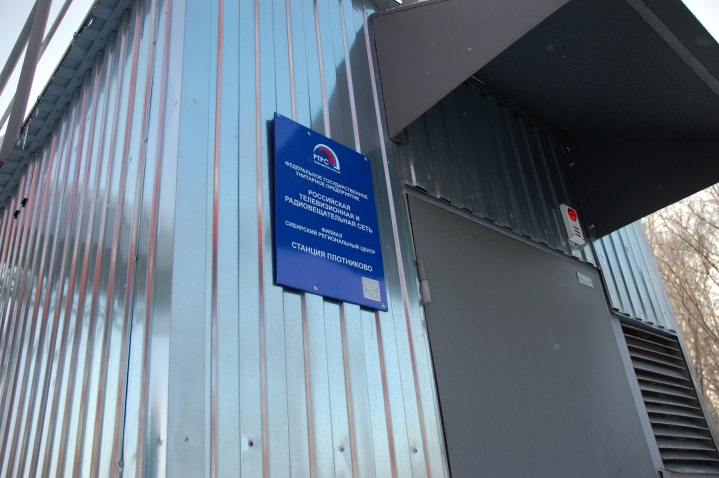 РТРС
ФЕДЕРАЛЬНОЕ ГОСУДАРСТВЕННОЕ
УНИТАРНОЕ ПРЕДПРИЯТИЕ
РОССИЙСКАЯ
ТЕЛЕВИЗИОННАЯ И
РАДИОВЕЩАТЕЛЬНАЯ СЕТЬ
ФИЛИАЛ
СИБИРСКИЙ РЕГИОНАЛЬНЫЙ ЦЕНТР
СТАНЦИЯ ПЛОТНИКОВО